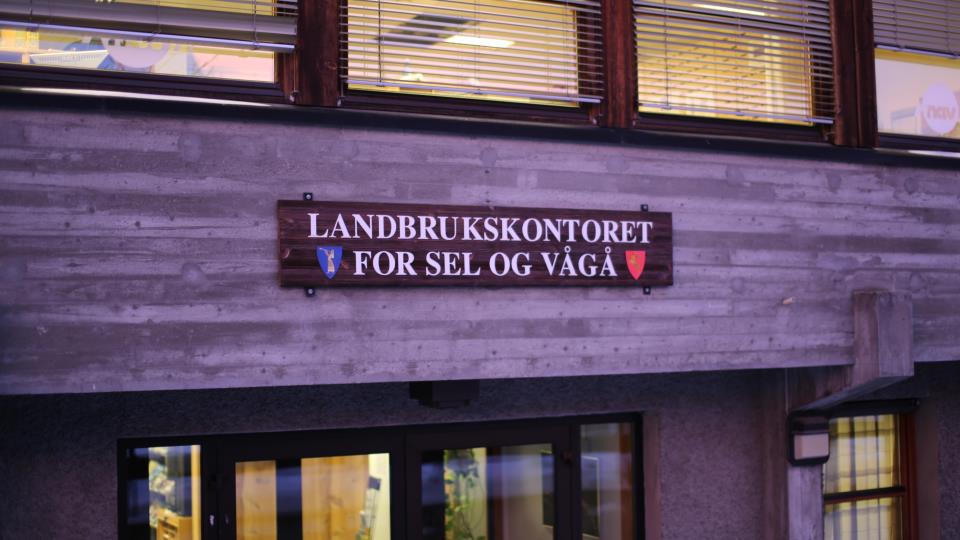 LANDBRUKSKONTORET
FOR SEL OG VÅGÅ
nav